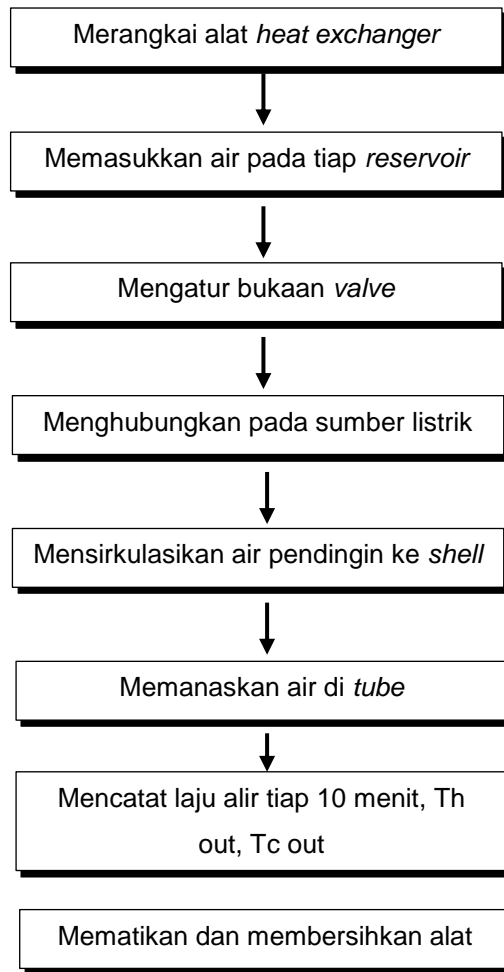 Merangkai alat heat exchanger
Memasukkan air pada tiap reservoir
Mengatur bukaan valve
Menghubungkan pada sumber listrik
Mensirkulasikan air pendingin ke shell
Memanaskan air di tube
Mencatat laju alir tiap 10 menit, Th
out, Tc out
Mematikan dan membersihkan alat